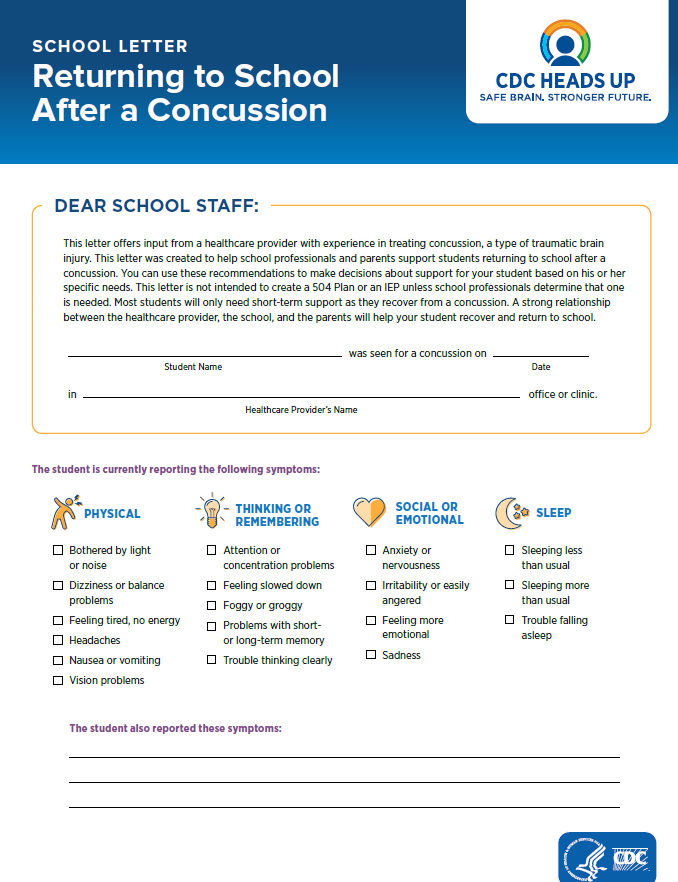 SCHOOL LETTER
Returning to School
After a Concussion
CDC HEADS UP
SAFE BRAIN. STRONGER FUTURE.
DEAR SCHOOL STAFF:
This letter offers input from a healthcare provider with experience in treating concussion, a type of traumatic brain
injury. This letter was created to help school professionals and parents support students returning to school after a
concussion. You can use these recommendations to make decisions about support for your student based on his or her
specific needs. This letter is not intended to create a 504 Plan or an IEP unless school professionals determine that one
is needed. Most students will only need short-term support as they recover from a concussion. A strong relationship
between the healthcare provider, the school, and the parents will help your student recover and return to school.
was seen for a concussion on
Student Name
Date
in
office or clinic.
Healthcare Provider's Name
The student is currently reporting the following symptoms:
PHYSICAL
Bothered by light
or noise
Dizziness or balance
problems
Feeling tired, no energy
Headaches
Nausea or vomiting
Vision problems
THINKING OR
REMEMBERING
Attention or
concentration problems
Feeling slowed down
Foggy or groggy
Problems with short-
or long-term memory
Trouble thinking clearly
SOCIAL OR
EMOTIONAL
Anxiety or
nervousness
Irritability or easily
angered
Feeling more
emotional
Sadness
SLEEP
Sleeping less
than usual
Sleeping more
than usual
Trouble falling
asleep
The student also reported these symptoms:
CDC